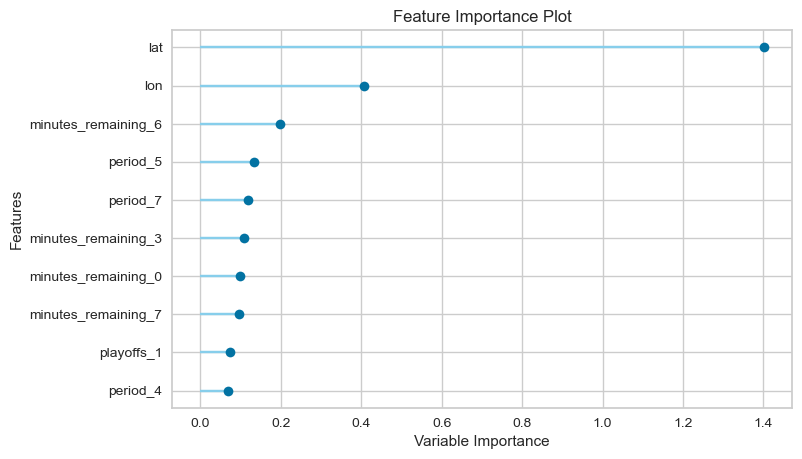 Feature Importance Plot
Features
lat
lon
minutes_remaining_6
period_5
period_7
minutes_remaining_3
minutes_remaining_0
minutes_remaining_7
playoffs_1
period_4
0.0 0.2 0.4 0.6 0.8 1.0 1.2 1.4
Variable Importance